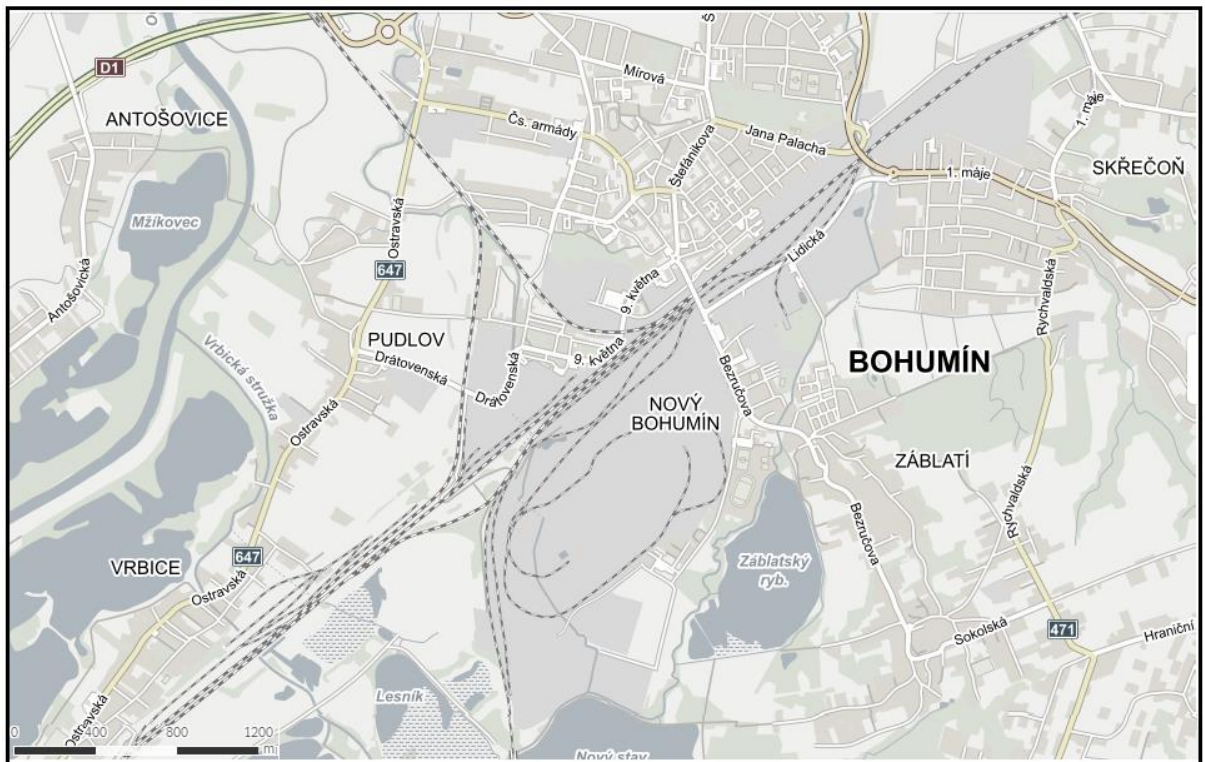 D1
ANTOŠOVICE
Mírová
Čs. armády
Jana Palacha
Štefánikova
1. máje
1. máje
SKŘEČOŇ
Mžíkovec
Ostravská
647
Lidická
Antošovická
9. května
Rychvaldská
PUDLOV
Vrbická stružka
Drátovenská
Drátovenská
9. května
Bezručova
BOHUMÍN
NOVÝ
BOHUMÍN
Ostravská
ZÁBLATÍ
Rychvaldská
Bezručova
647
VRBICE
Ostravská
Záblatský
ryb.
471
Sokolská
Hraniční
Lesník
Ostravská
0 400 800 1200
m
Nový stav